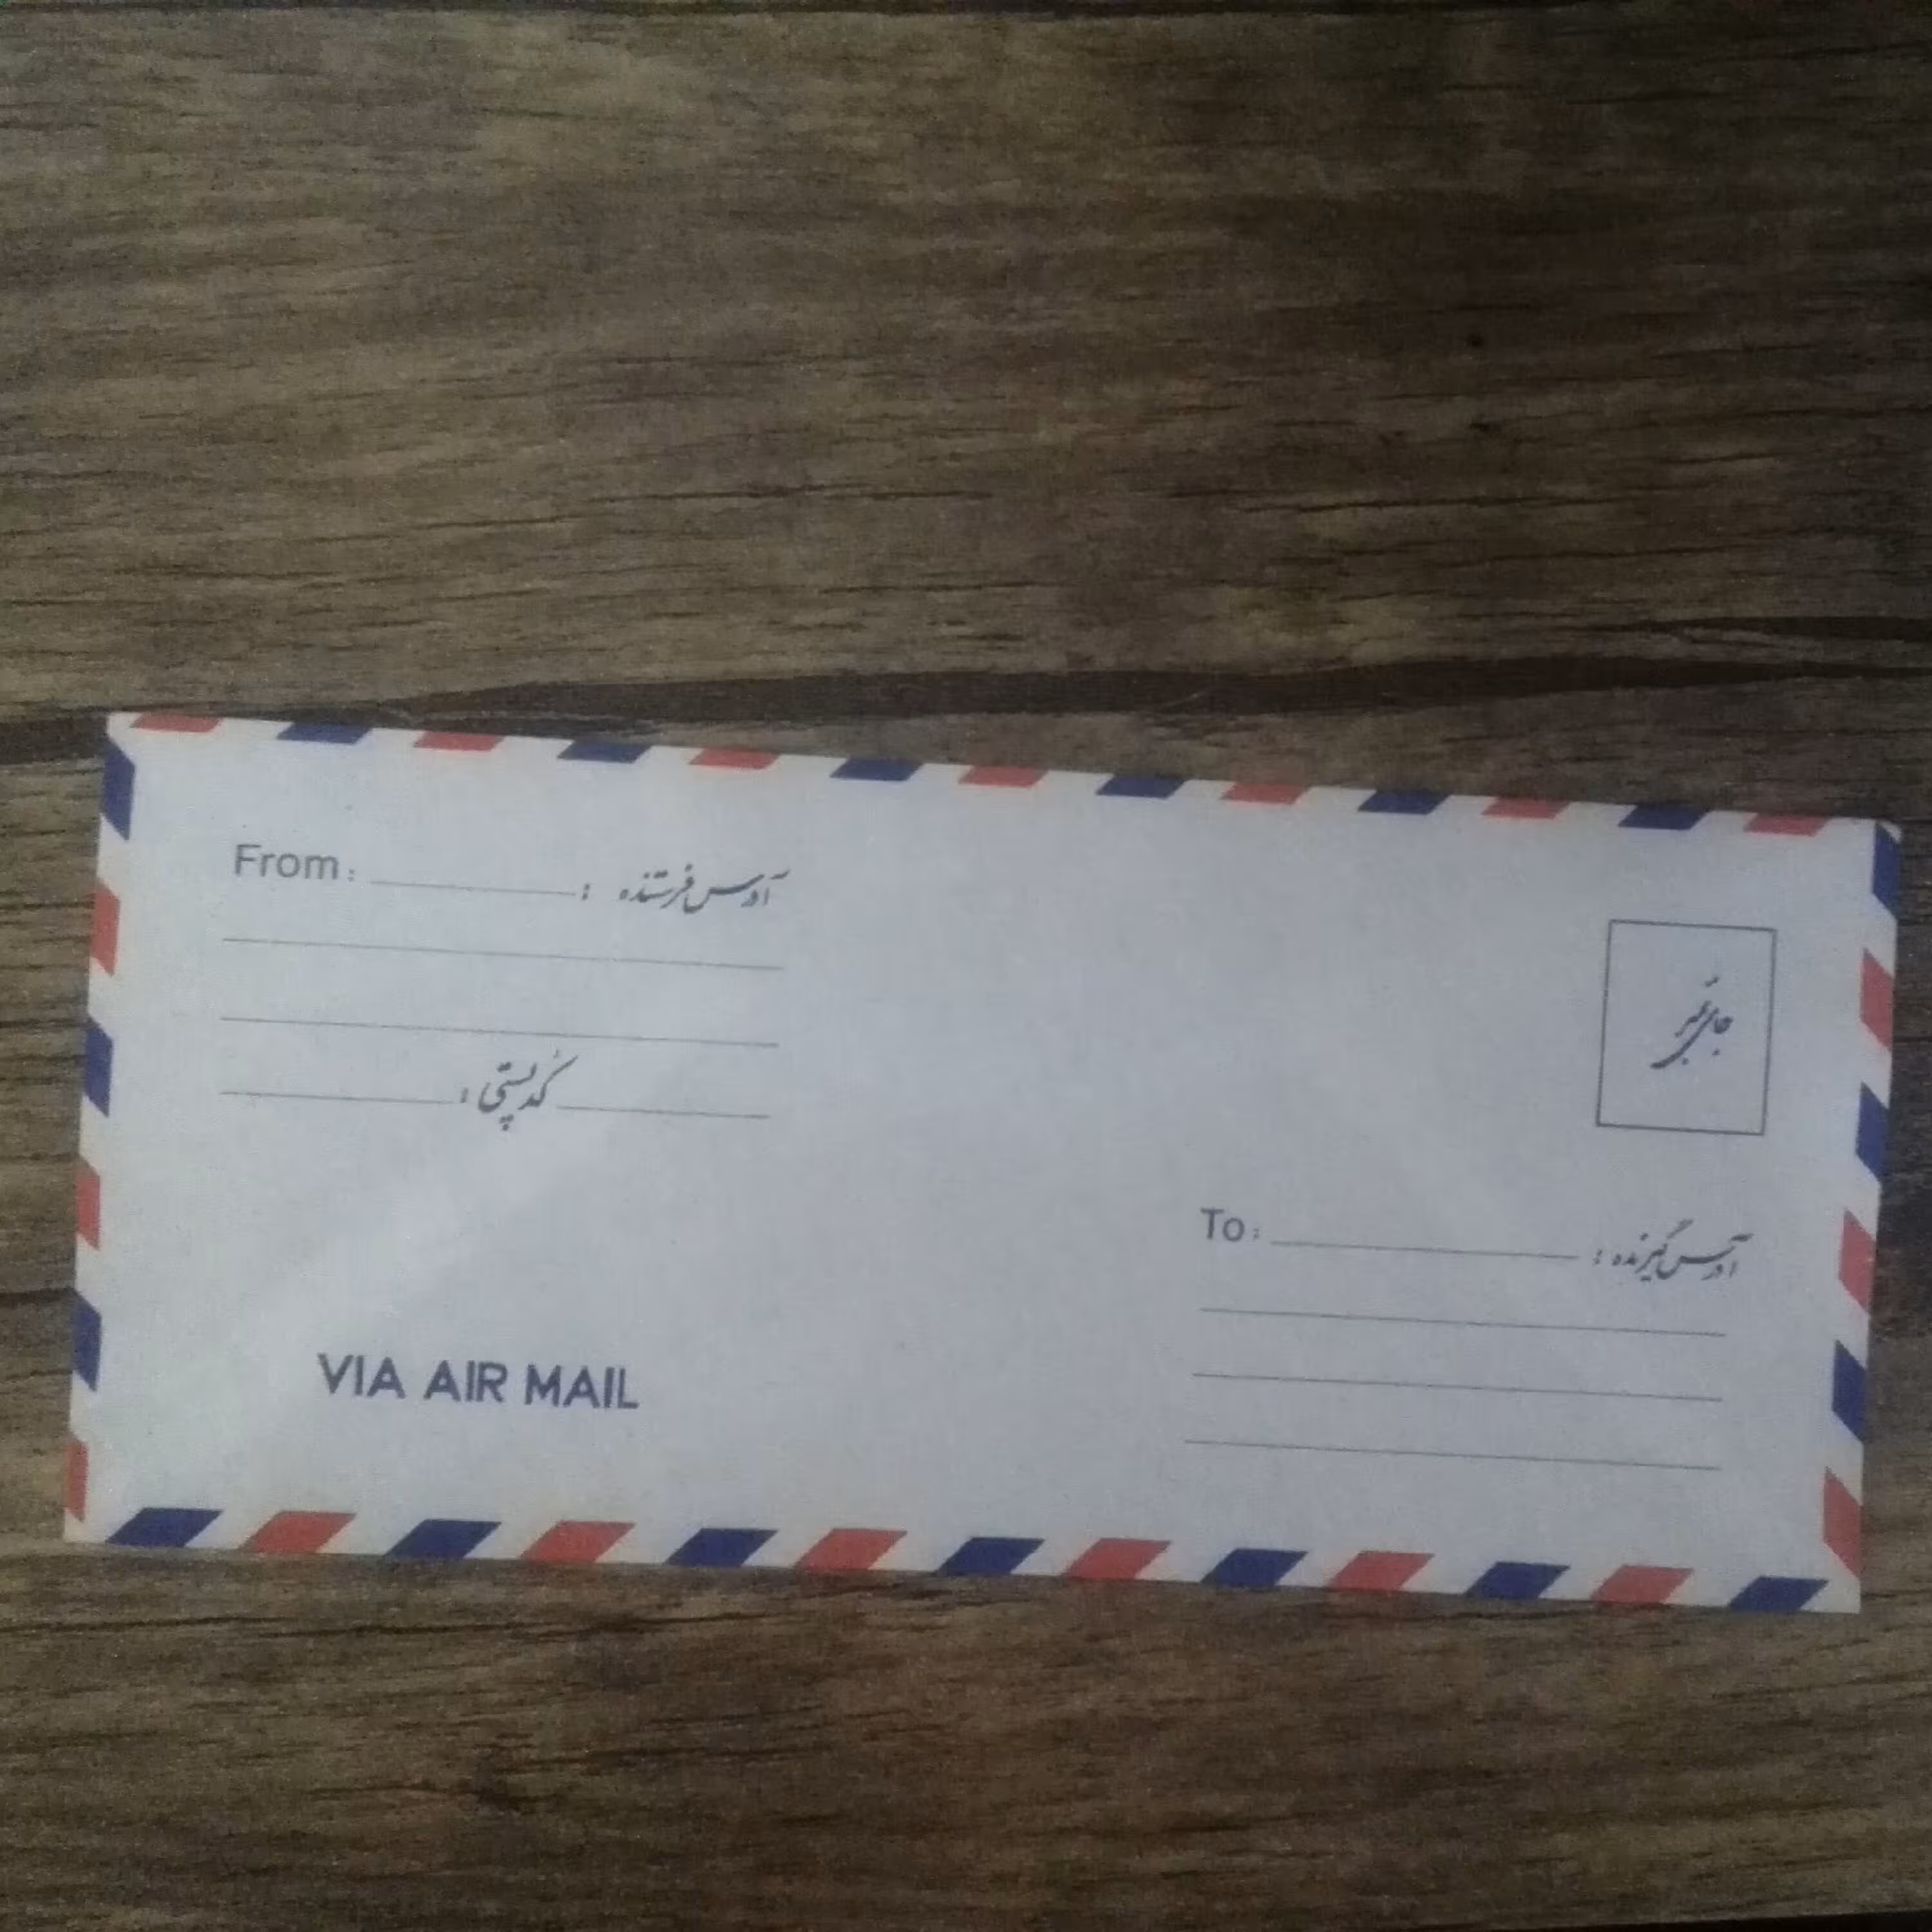 From: آدرس فرستنده :
کد پستی :
جای تمبر
To: آدرس گیرنده :
VIA AIR MAIL